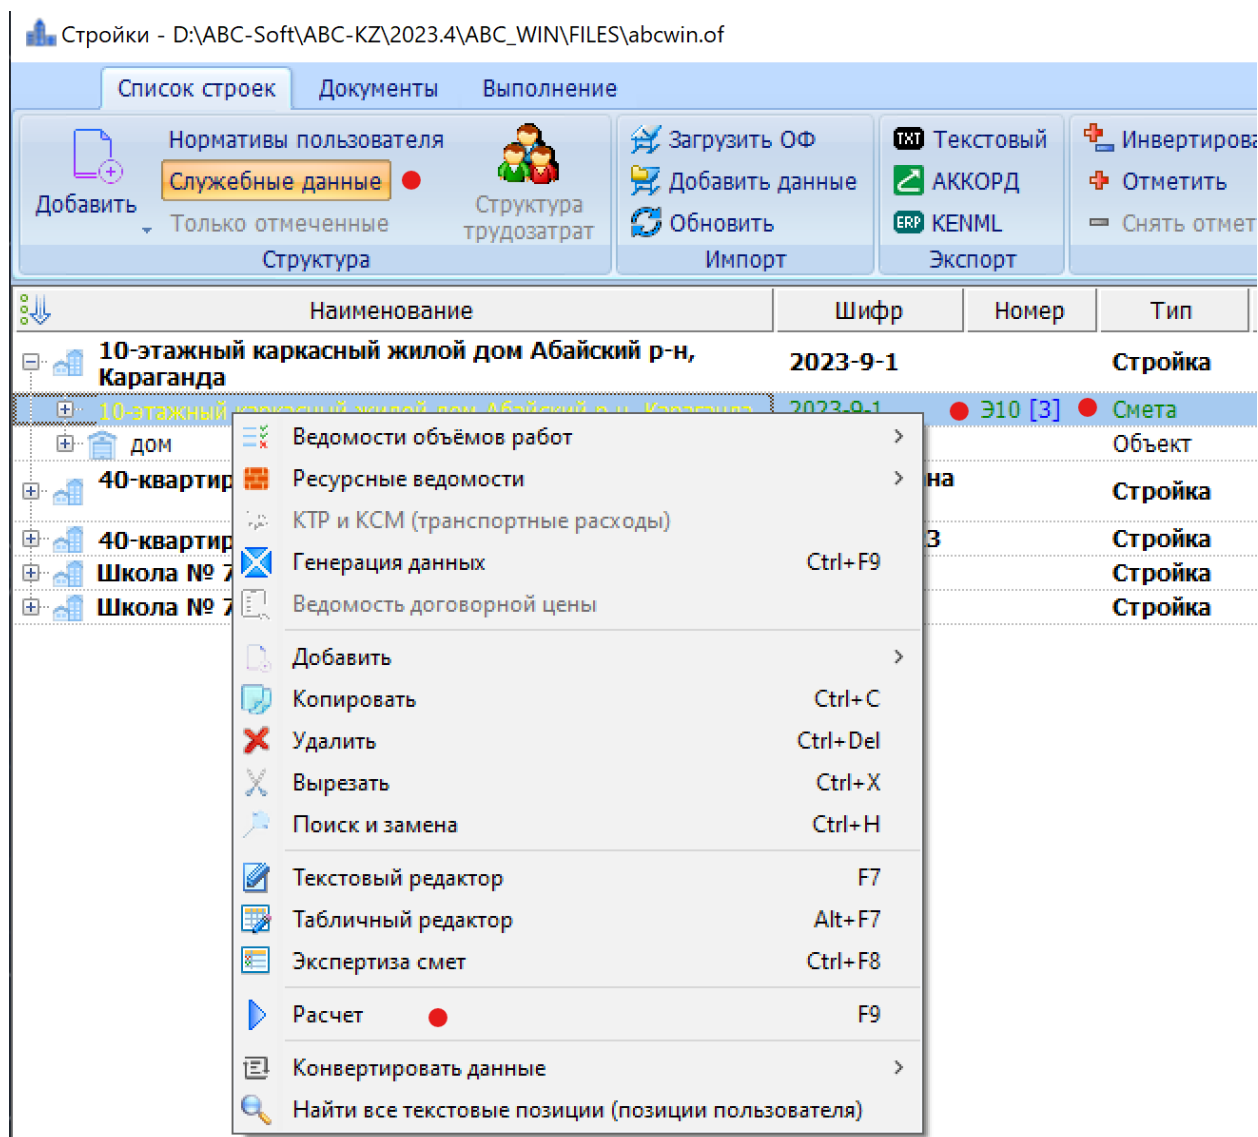 Стройки - D:\ABC-Soft\ABC-KZ\2023.4\ABC_WIN\FILES\abcwin.of
Список строек Документы Выполнение
Добавить
Нормативы пользователя
Служебные данные
Только отмеченные
Структура трудозатрат
Структура
Загрузить ОФ
Добавить данные
Обновить
Импорт
TXT Текстовый
АККОРД
ERP KENML
Экспорт
Инвертирова
Отметить
Снять отмет
Наименование Шифр Номер Тип
10-этажный каркасный жилой дом Абайский р-н,
Караганда 2023-9-1 Стройка
10-этажный каркасный жилой дом Абайский р-н, Караганда 2023-9-1 Э10 [3] Смета
дом Объект
40-квартир на Стройка
40-квартир 3 Стройка
Школа № 7 Стройка
Школа № 7 Стройка
Ведомости объёмов работ
Ресурсные ведомости
КТР и КСМ (транспортные расходы)
Генерация данных Ctrl+F9
Ведомость договорной цены
Добавить
Копировать Ctrl+C
Удалить Ctrl+Del
Вырезать Ctrl+X
Поиск и замена Ctrl+H
Текстовый редактор F7
Табличный редактор Alt+F7
Экспертиза смет Ctrl+F8
Расчет F9
Конвертировать данные
Найти все текстовые позиции (позиции пользователя)